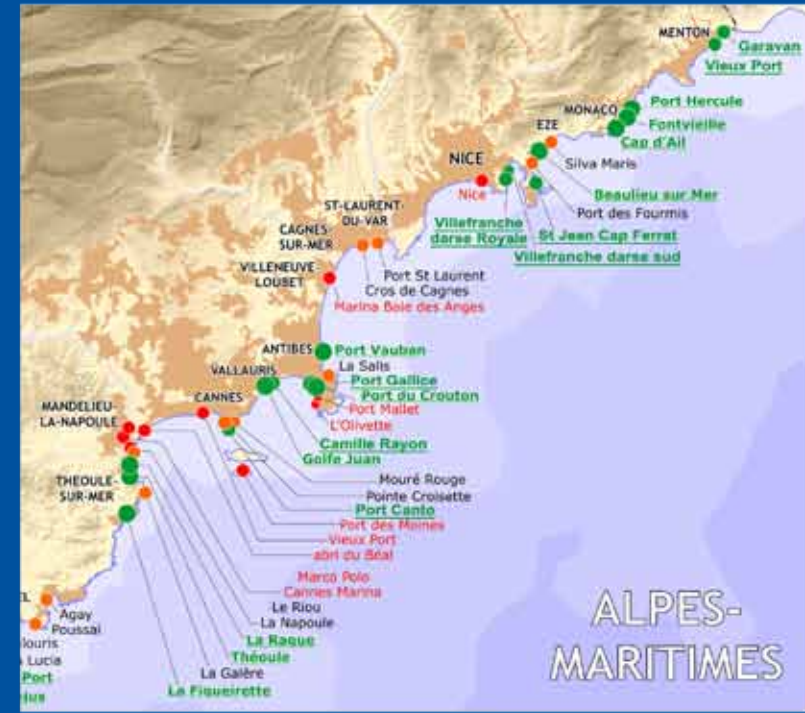 MENTON
Garavan
Vieux Port
MONACO
Port Hercule
EZE
Fontvieille
Cap d'Ail
NICE
Silva Maris
Nice
Beaulieu sur Mer
ST-LAURENT-
DU-VAR
Port des Fourmis
CAGNES-
SUR-MER
Villefranche
darse Royale
St Jean Cap Ferrat
Villefranche darse sud
VILLENEUVE-
LOUBET
Port St Laurent
Cros de Cagnes
Marina Baie des Anges
ANTIBES
Port Vauban
La Salis
VALLAURIS
Port Gallice
CANNES
Port du Crouton
MANDELIEU-
LA-NAPOULE
Port Mallet
L'Olivette
Camille Rayon
Golfe Juan
THEOULE-
SUR-MER
Mouré Rouge
Pointe Croisette
Port Canto
Port des Moines
Vieux Port
abri du Béal
Marco Polo
Cannes Marina
Le Riou
La Napoule
La Rague
Théoule
La Galère
La Figueirette
Agay
Poussai
Lucia
Port
ALPES-
MARITIMES